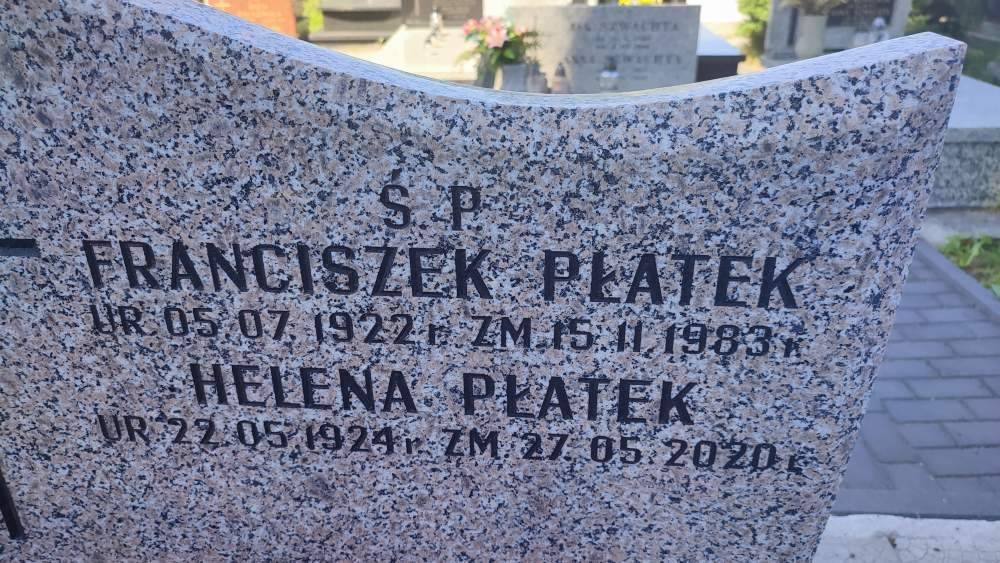 SZWACHTA
Ś P
FRANCISZEK PŁATEK
UR. 05. 07. 1922 r. ZM. 15. 11. 1983 r.
HELENA PŁATEK
UR. 22. 05. 1924 r. ZM. 27. 05. 2020 r.